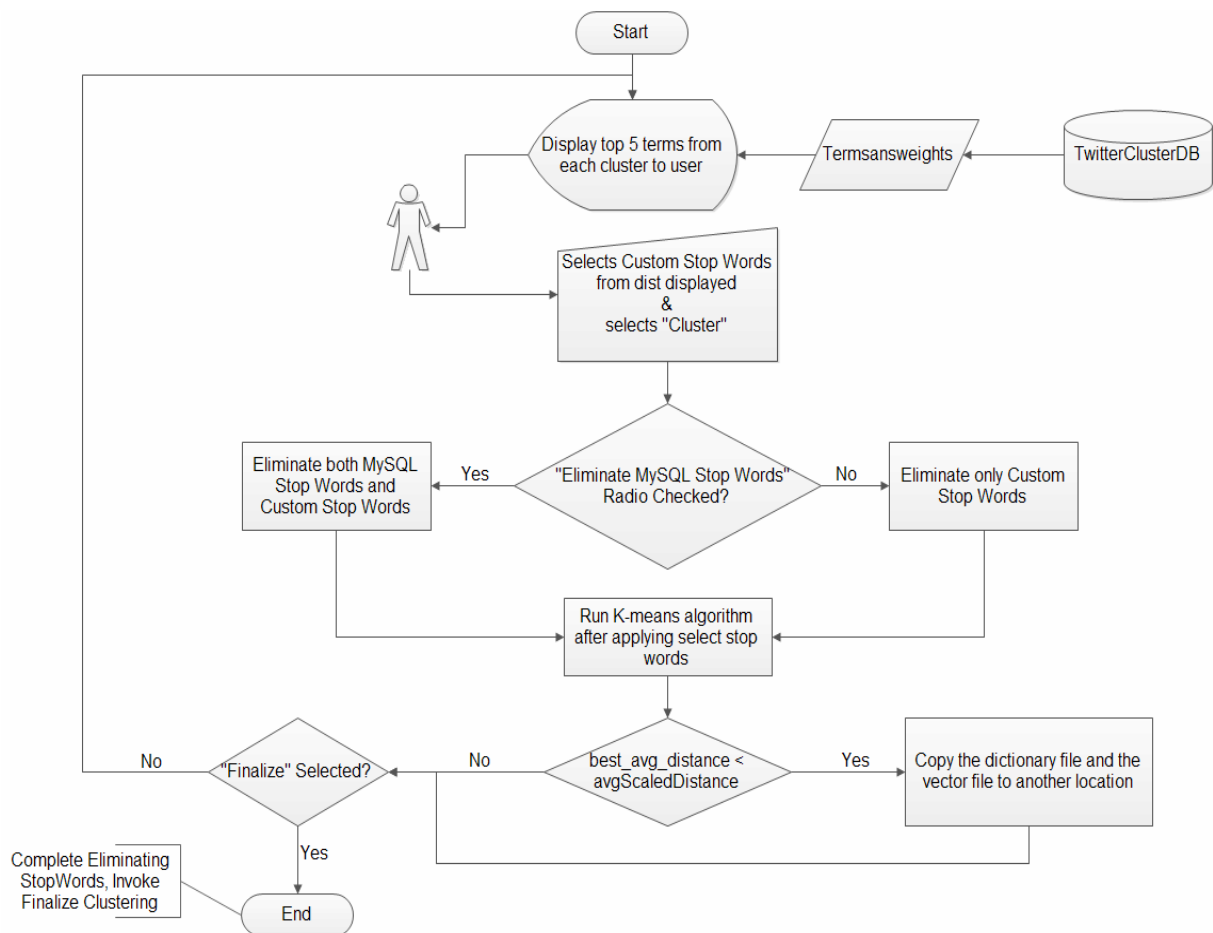 Start
Display top 5 terms from
each cluster to user
Termsansweights
TwitterClusterDB
Selects Custom Stop Words
from dist displayed
&
selects "Cluster"
Eliminate both MySQL
Stop Words and
Custom Stop Words
Yes
"Eliminate MySQL Stop Words"
Radio Checked?
No
Eliminate only Custom
Stop Words
Run K-means algorithm
after applying select stop
words
No
"Finalize" Selected?
No
best_avg_distance <
avgScaledDistance
Yes
Copy the dictionary file and the
vector file to another location
Yes
Complete Eliminating
StopWords, Invoke
Finalize Clustering
End